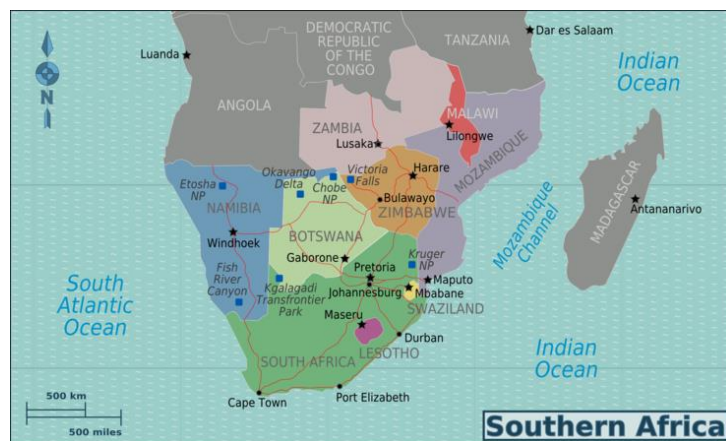 DEMOCRATIC
REPUBLIC
OF THE
CONGO
TANZANIA
Dar es Salaam
Luanda
Indian
Ocean
N
ANGOLA
ZAMBIA
Lusaka
MALAWI
Lilongwe
MOZAMBIQUE
Etosha
NP
Okavango
Delta
Chobe
NP
Victoria
Falls
Harare
Bulawayo
ZIMBABWE
MADAGASCAR
Antananarivo
Mozambique
Channel
NAMIBIA
Windhoek
BOTSWANA
Gaborone
Fish
River
Canyon
Kgalagadi
Transfrontier
Park
Pretoria
Johannesburg
Kruger
NP
Maputo
Mbabane
SWAZILAND
South
Atlantic
Ocean
Maseru
LESOTHO
Durban
SOUTH AFRICA
Indian
Ocean
Cape Town
Port Elizabeth
500 km
500 miles
Southern Africa